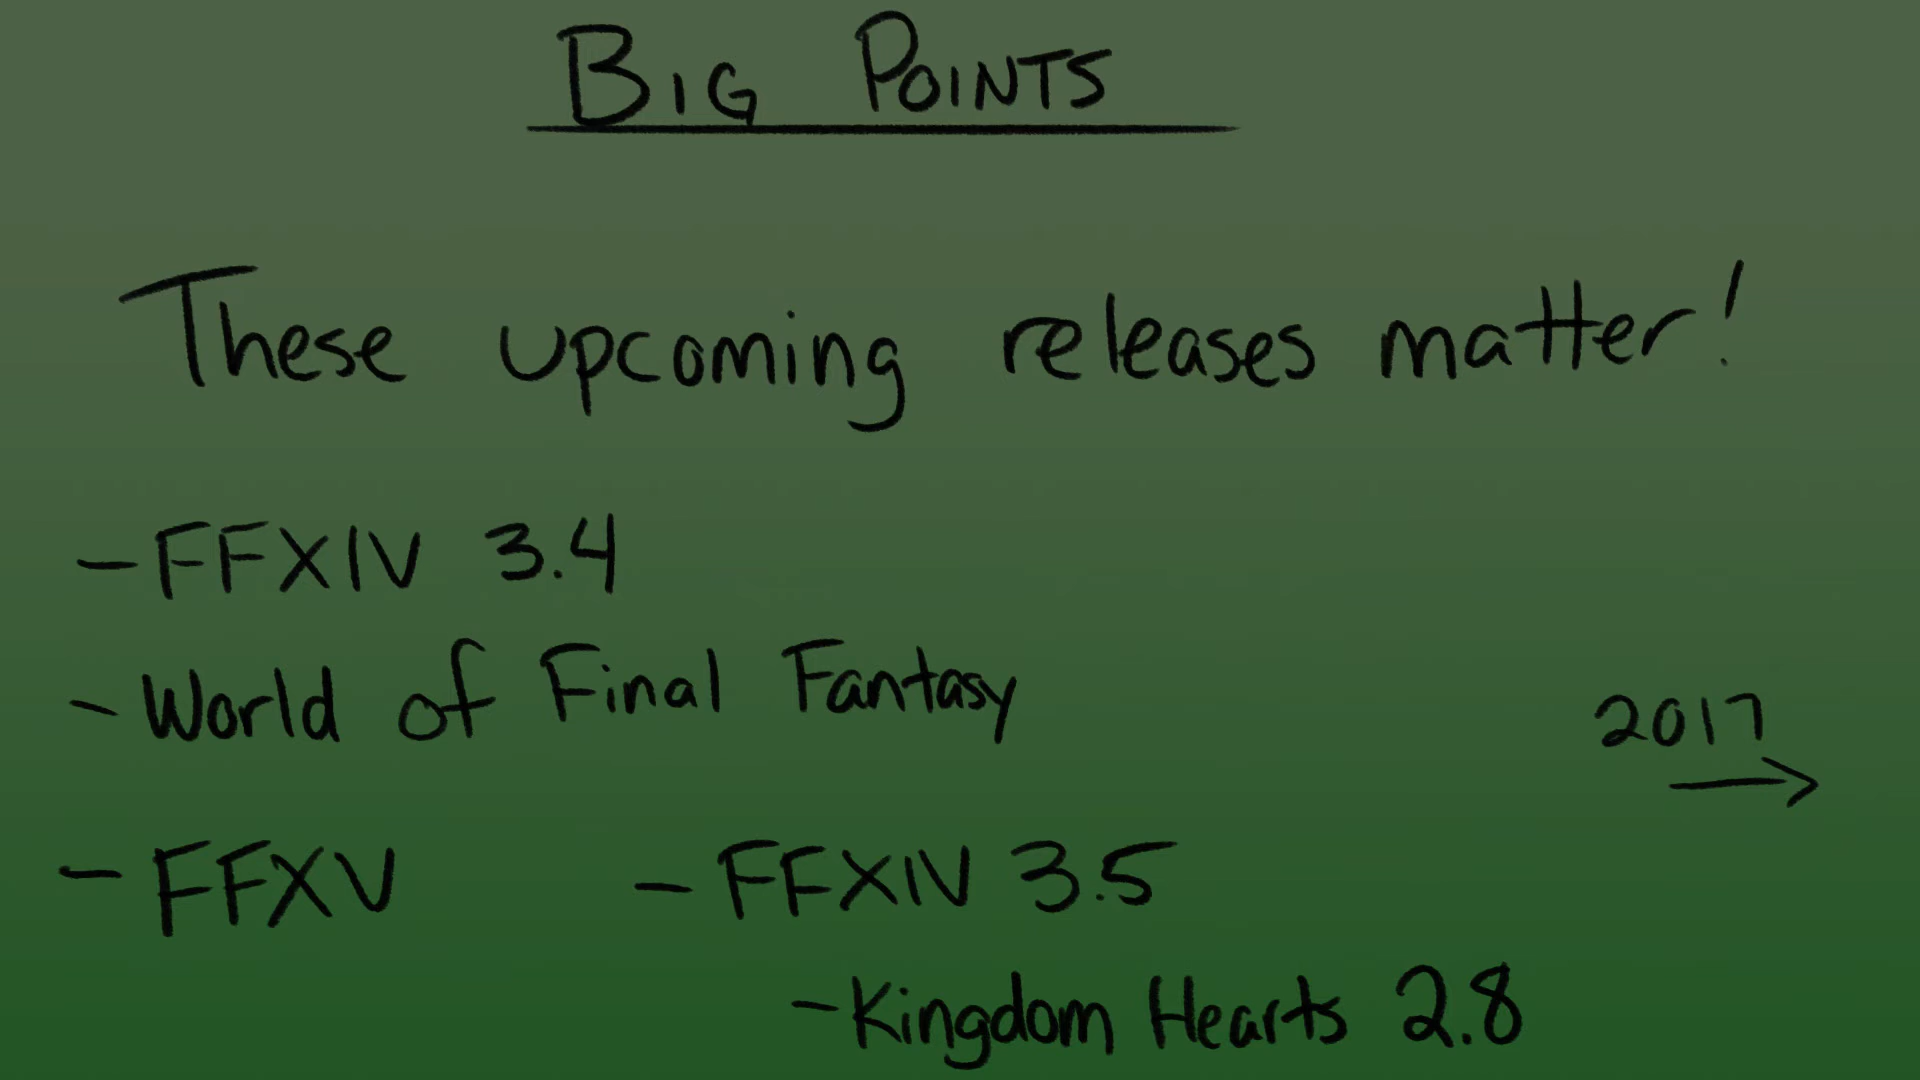 BIG POINTS
These upcoming releases matter!
- FFXIV 3.4
- World of Final Fantasy
2017
- FFXV - FFXIV 3.5
- Kingdom Hearts 2.8